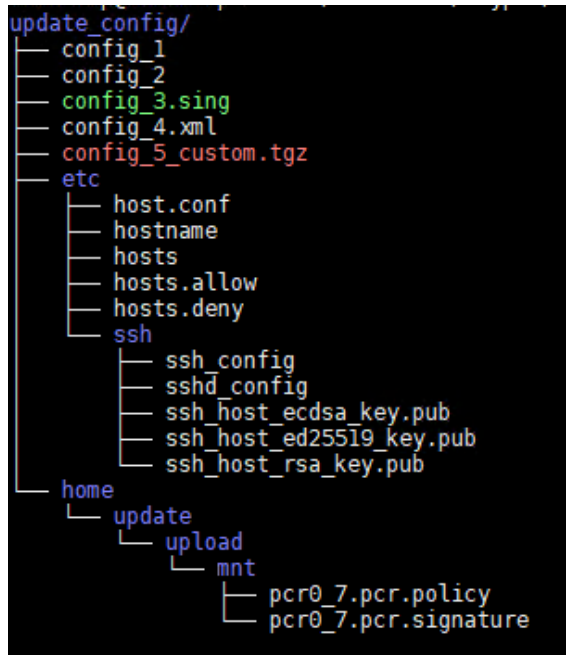 update_config/
├── config_1
├── config_2
├── config_3.sing
├── config_4.xml
├── config_5_custom.tgz
├── etc
│   ├── host.conf
│   ├── hostname
│   ├── hosts
│   ├── hosts.allow
│   ├── hosts.deny
│   └── ssh
│       ├── ssh_config
│       ├── sshd_config
│       ├── ssh_host_ecdsa_key.pub
│       ├── ssh_host_ed25519_key.pub
│       └── ssh_host_rsa_key.pub
└── home
    └── update
        └── upload
            └── mnt
                ├── pcr0_7.pcr.policy
                └── pcr0_7.pcr.signature